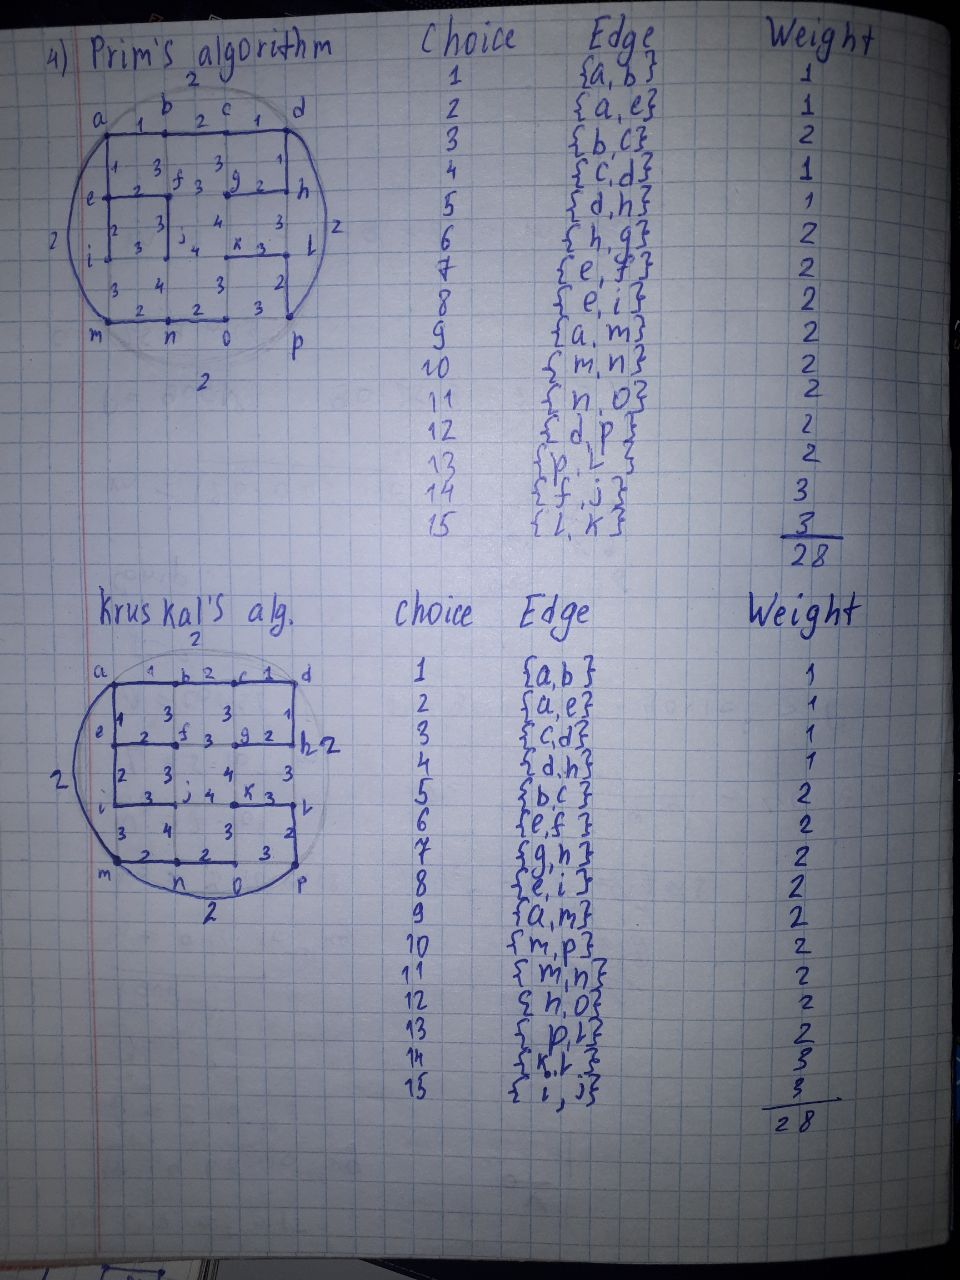 4) Prim's algorithm Choice Edge Weight
1 {a, b} 1
2 {a, e} 1
3 {b, c} 2
4 {c, d} 1
5 {d, h} 1
6 {h, g} 2
7 {e, f} 2
8 {e, i} 2
9 {a, m} 2
10 {m, n} 2
11 {n, o} 2
12 {d, p} 2
13 {p, L} 2
14 {f, j} 3
15 {l, k} 3
28
2
a b c d
1 2 1
1 3 3 1
e 2 f 3 g 2 h
2 2 3 4 3 2
i 3 j 4 k 3 l
3 4 3 2
2 2 3
m n o p
2
Kruskal's alg. Choice Edge Weight
1 {a, b} 1
2 {a, e} 1
3 {c, d} 1
4 {d, h} 1
5 {b, c} 2
6 {e, f} 2
7 {g, h} 2
8 {e, i} 2
9 {a, m} 2
10 {m, p} 2
11 {m, n} 2
12 {n, o} 2
13 {p, L} 2
14 {k, L} 3
15 {i, j} 3
28
2
a 1 b 2 c 1 d
1 3 3 1
e 2 f 3 g 2 h 2
2 2 3 4 3
i 3 j 4 k 3 l
3 4 3 2
2 2 3
m n o p
2